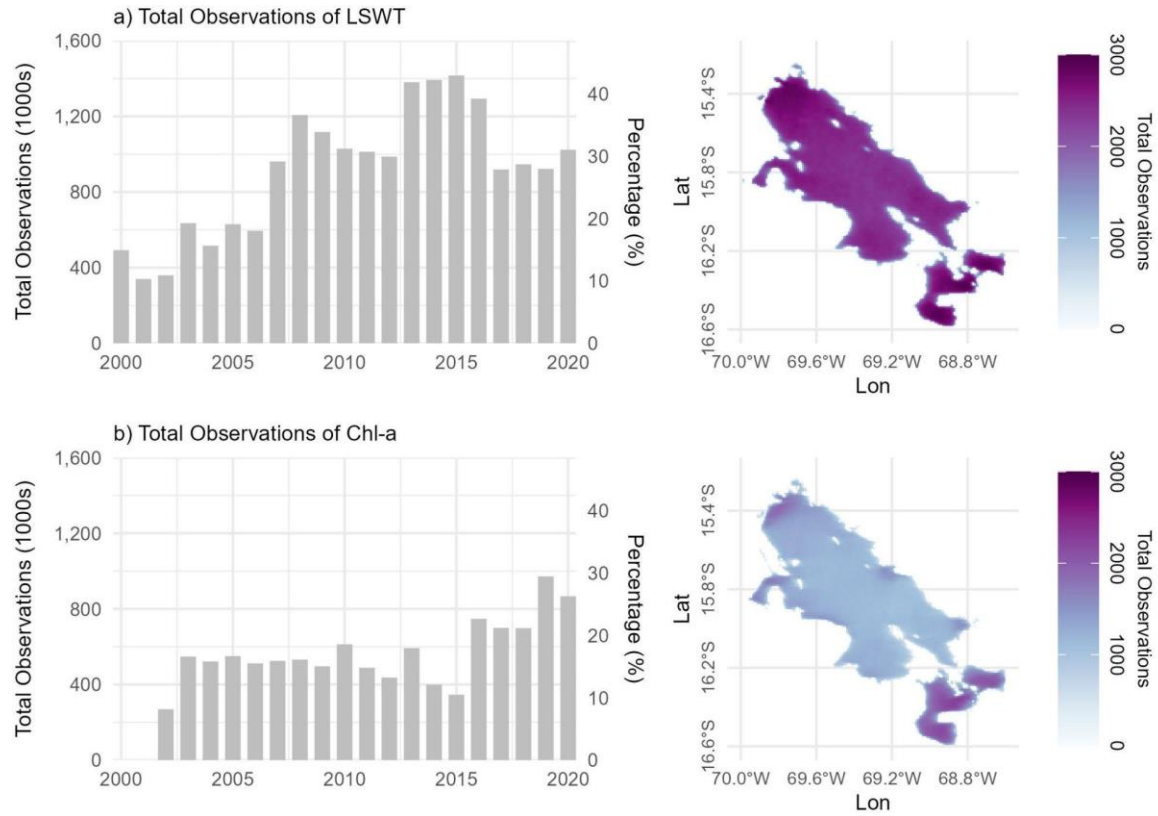 a) Total Observations of LSWT
Total Observations (1000s)
1,600
1,200
800
400
0
2000
2005
2010
2015
2020
40
30
20
10
0
Percentage (%)
Lat
15.4°S
15.8°S
16.2°S
16.6°S
70.0°W
69.6°W
69.2°W
68.8°W
Lon
3000
2000
1000
0
Total Observations
b) Total Observations of Chl-a
Total Observations (1000s)
1,600
1,200
800
400
0
2000
2005
2010
2015
2020
40
30
20
10
0
Percentage (%)
Lat
15.4°S
15.8°S
16.2°S
16.6°S
70.0°W
69.6°W
69.2°W
68.8°W
Lon
3000
2000
1000
0
Total Observations